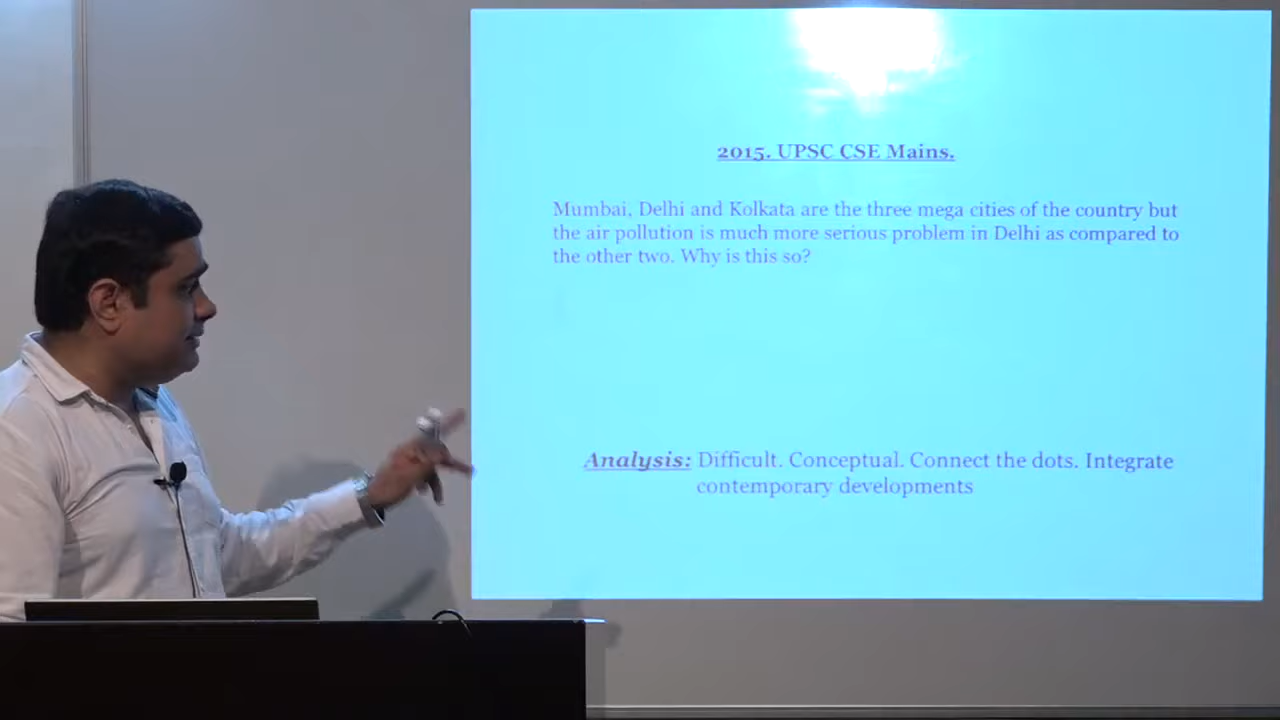 2015. UPSC CSE Mains.
Mumbai, Delhi and Kolkata are the three mega cities of the country but
the air pollution is much more serious problem in Delhi as compared to
the other two. Why is this so?
Analysis: Difficult. Conceptual. Connect the dots. Integrate
contemporary developments